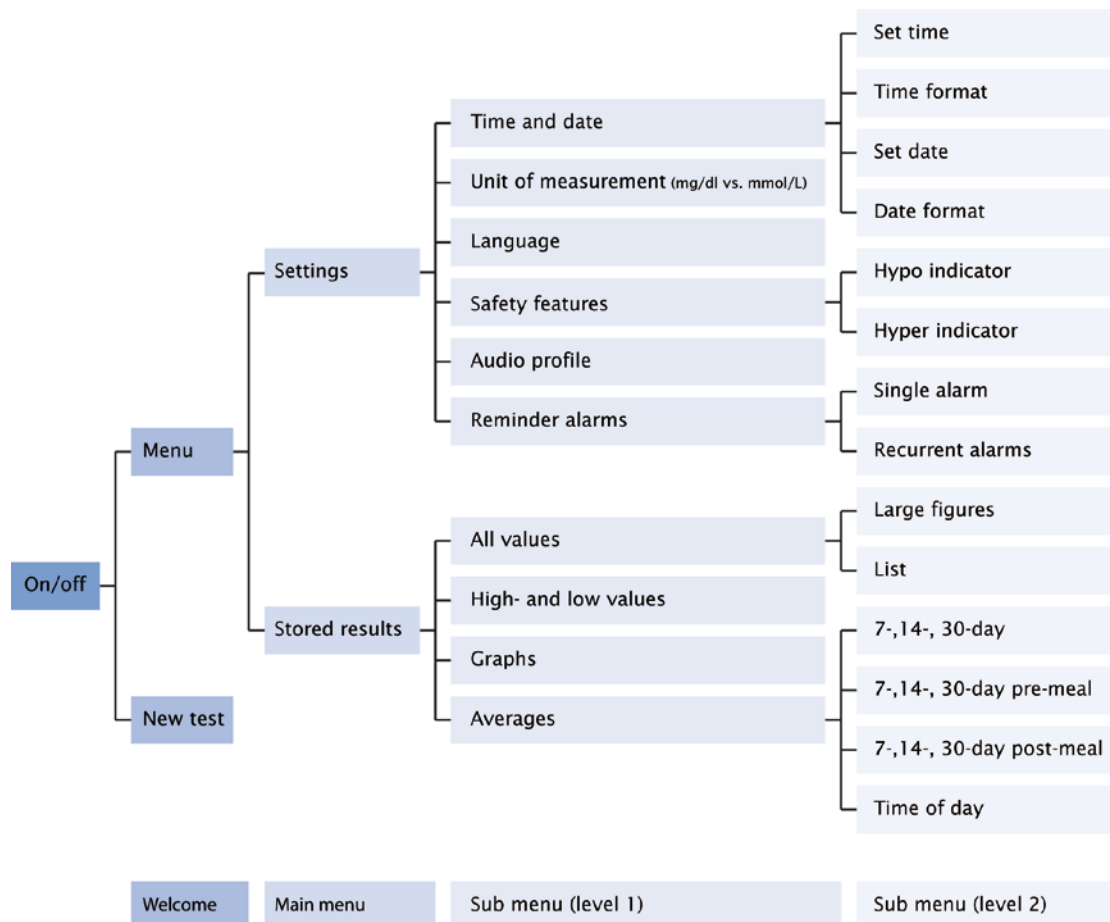 Set time
Time format
Time and date
Set date
Unit of measurement (mg/dl vs. mmol/L)
Date format
Language
Settings
Hypo indicator
Safety features
Hyper indicator
Audio profile
Single alarm
Reminder alarms
Menu
Recurrent alarms
Large figures
All values
List
On/off
High- and low values
Stored results
7-,14-, 30-day
Graphs
7-,14-, 30-day pre-meal
New test
Averages
7-,14-, 30-day post-meal
Time of day
Welcome
Main menu
Sub menu (level 1)
Sub menu (level 2)